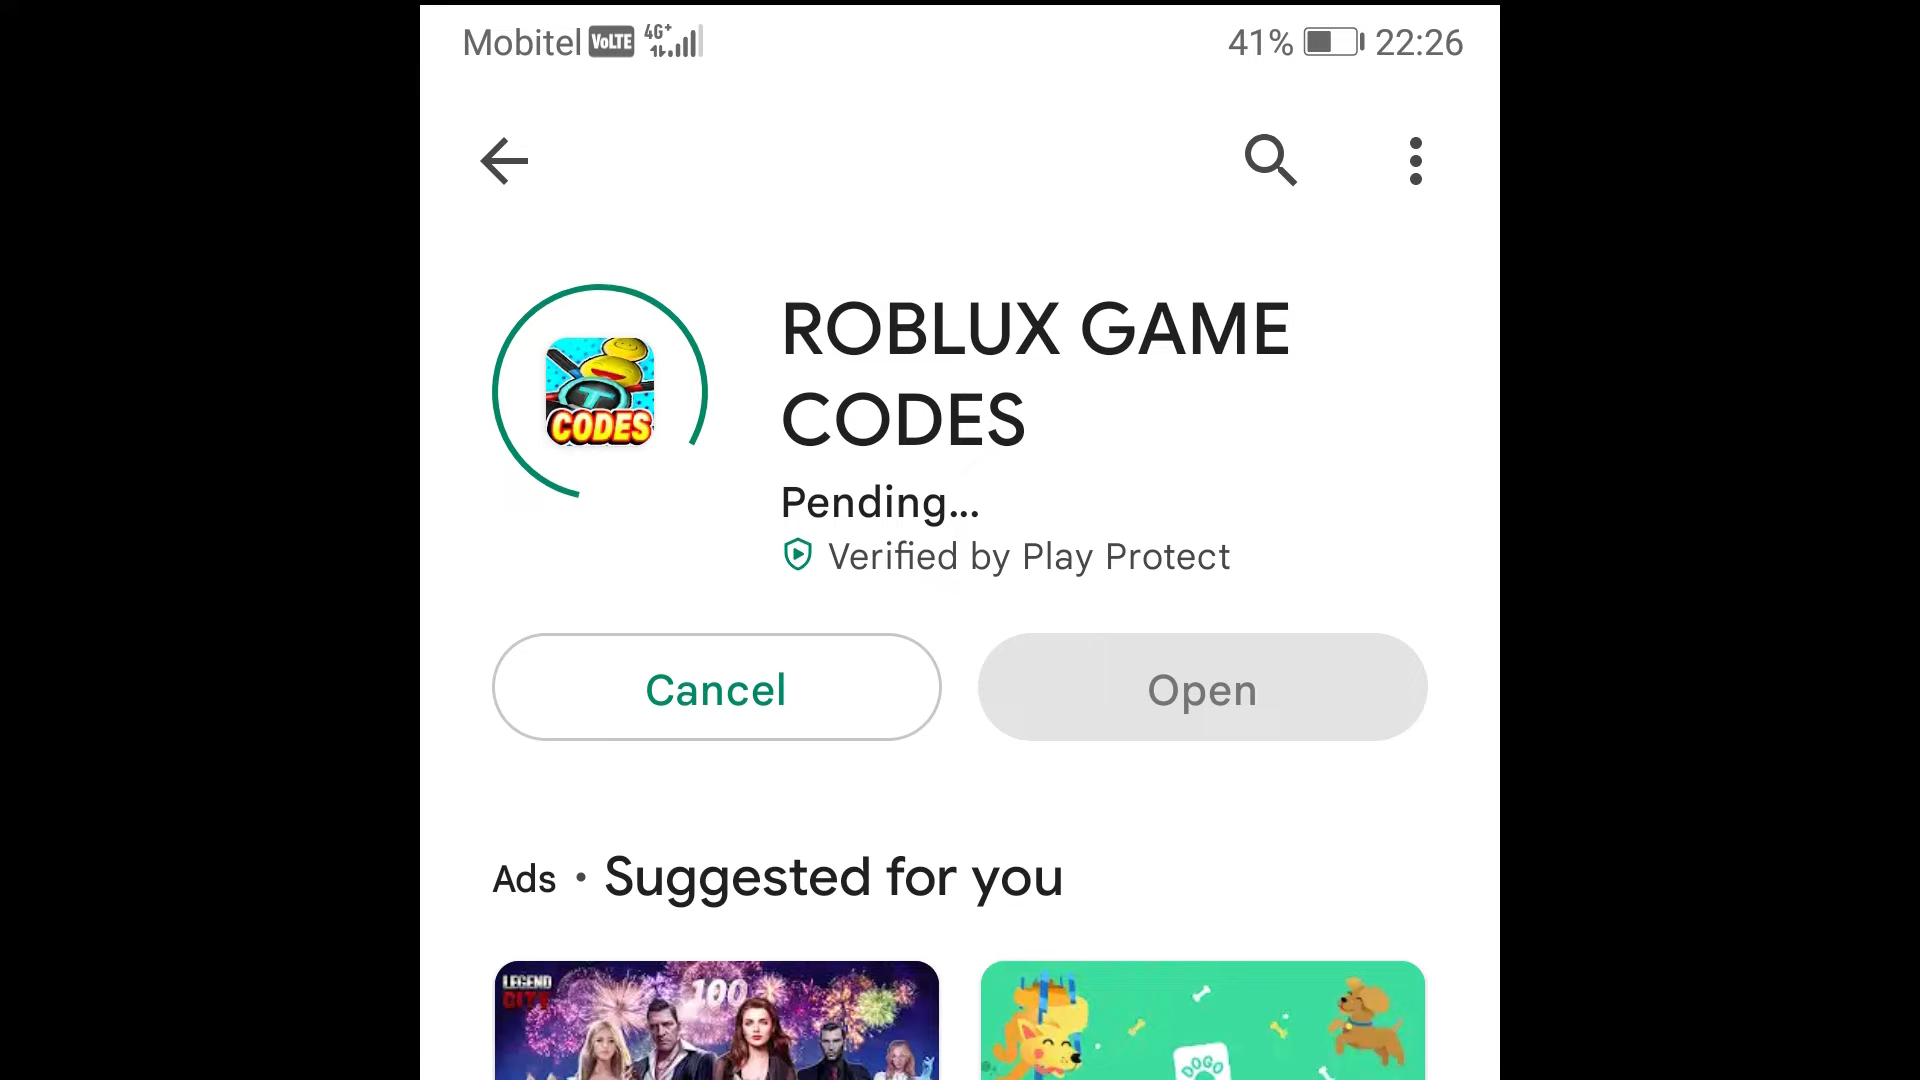 Mobitel VoLTE 4G+ 41% 22:26
T
CODES
ROBLUX GAME
CODES
Pending...
Verified by Play Protect
Cancel Open
Ads • Suggested for you
LEGEND
CITY
100
DOGO